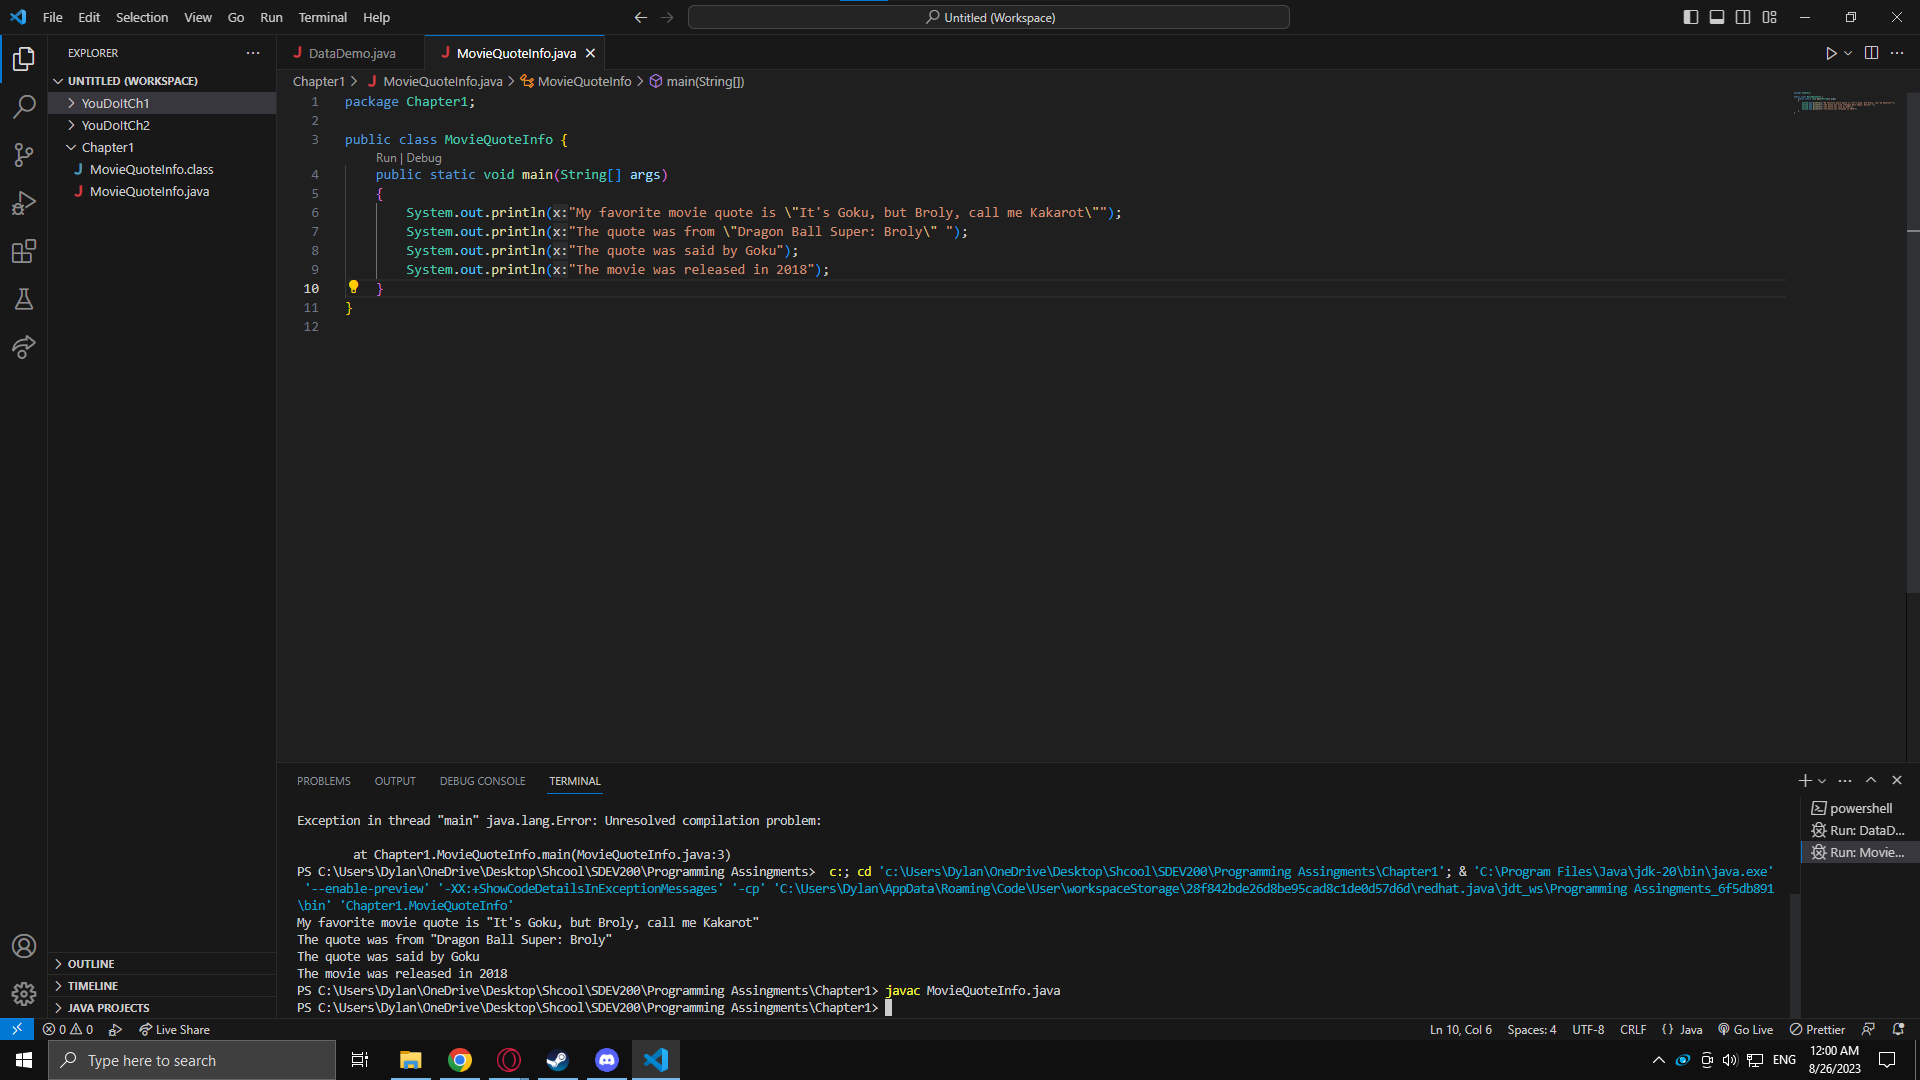 File Edit Selection View Go Run Terminal Help
Untitled (Workspace)
EXPLORER
UNTITLED (WORKSPACE)
YouDoItCh1
YouDoItCh2
Chapter1
MovieQuoteInfo.class
MovieQuoteInfo.java
OUTLINE
TIMELINE
JAVA PROJECTS
DataDemo.java
MovieQuoteInfo.java
Chapter1 > MovieQuoteInfo.java > MovieQuoteInfo > main(String[])
1 package Chapter1;
2
3 public class MovieQuoteInfo {
Run | Debug
4 public static void main(String[] args)
5 {
6 System.out.println(x:"My favorite movie quote is \"It's Goku, but Broly, call me Kakarot\"");
7 System.out.println(x:"The quote was from \"Dragon Ball Super: Broly\" ");
8 System.out.println(x:"The quote was said by Goku");
9 System.out.println(x:"The movie was released in 2018");
10 }
11 }
12
PROBLEMS OUTPUT DEBUG CONSOLE TERMINAL
Exception in thread "main" java.lang.Error: Unresolved compilation problem:
at Chapter1.MovieQuoteInfo.main(MovieQuoteInfo.java:3)
PS C:\Users\Dylan\OneDrive\Desktop\Shcool\SDEV200\Programming Assingments> c:; cd 'c:\Users\Dylan\OneDrive\Desktop\Shcool\SDEV200\Programming Assingments\Chapter1'; & 'C:\Program Files\Java\jdk-20\bin\java.exe'
'--enable-preview' '-XX:+ShowCodeDetailsInExceptionMessages' '-cp' 'C:\Users\Dylan\AppData\Roaming\Code\User\workspaceStorage\28f842bde26d8be95cad8c1de0d57d6d\redhat.java\jdt_ws\Programming Assingments_6f5db891
\bin' 'Chapter1.MovieQuoteInfo'
My favorite movie quote is "It's Goku, but Broly, call me Kakarot"
The quote was from "Dragon Ball Super: Broly"
The quote was said by Goku
The movie was released in 2018
PS C:\Users\Dylan\OneDrive\Desktop\Shcool\SDEV200\Programming Assingments\Chapter1> javac MovieQuoteInfo.java
PS C:\Users\Dylan\OneDrive\Desktop\Shcool\SDEV200\Programming Assingments\Chapter1>
powershell
Run: DataD...
Run: Movie...
0 0 Live Share
Ln 10, Col 6 Spaces: 4 UTF-8 CRLF {} Java Go Live Prettier
Type here to search
ENG
12:00 AM
8/26/2023